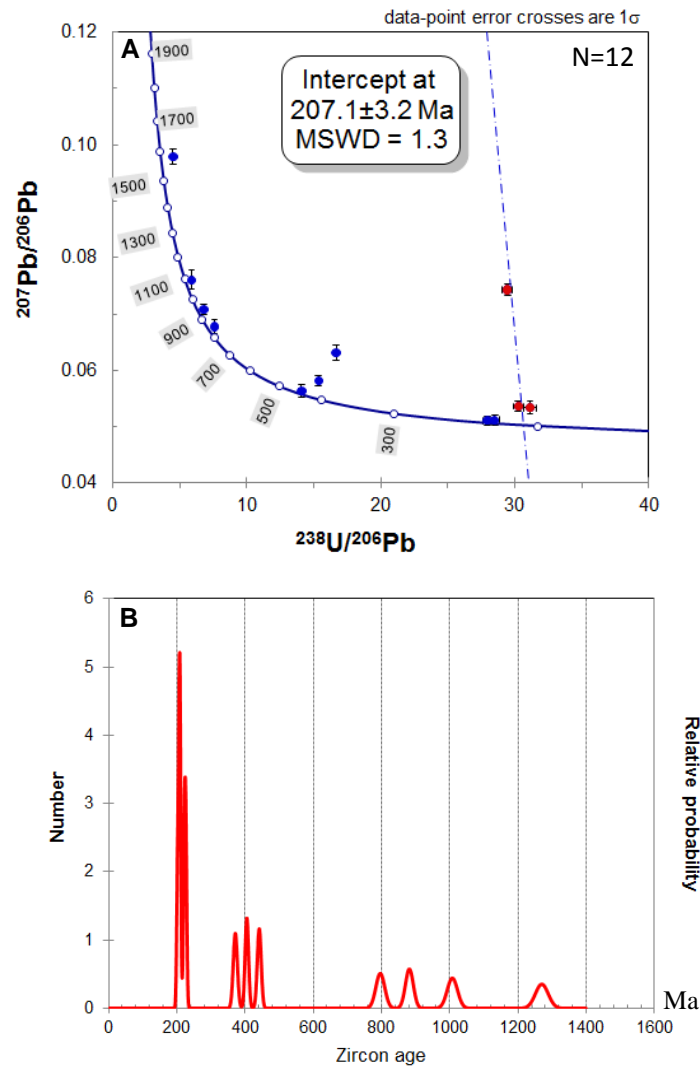 data-point error crosses are 1σ
A
N=12
Intercept at
207.1±3.2 Ma
MSWD = 1.3
0.12
0.10
0.08
0.06
0.04
207Pb/206Pb
1900
1700
1500
1300
1100
900
700
500
300
0 10 20 30 40
238U/206Pb
B
6
5
4
3
2
1
0
Number
Relative probability
0 200 400 600 800 1000 1200 1400 1600
Ma
Zircon age